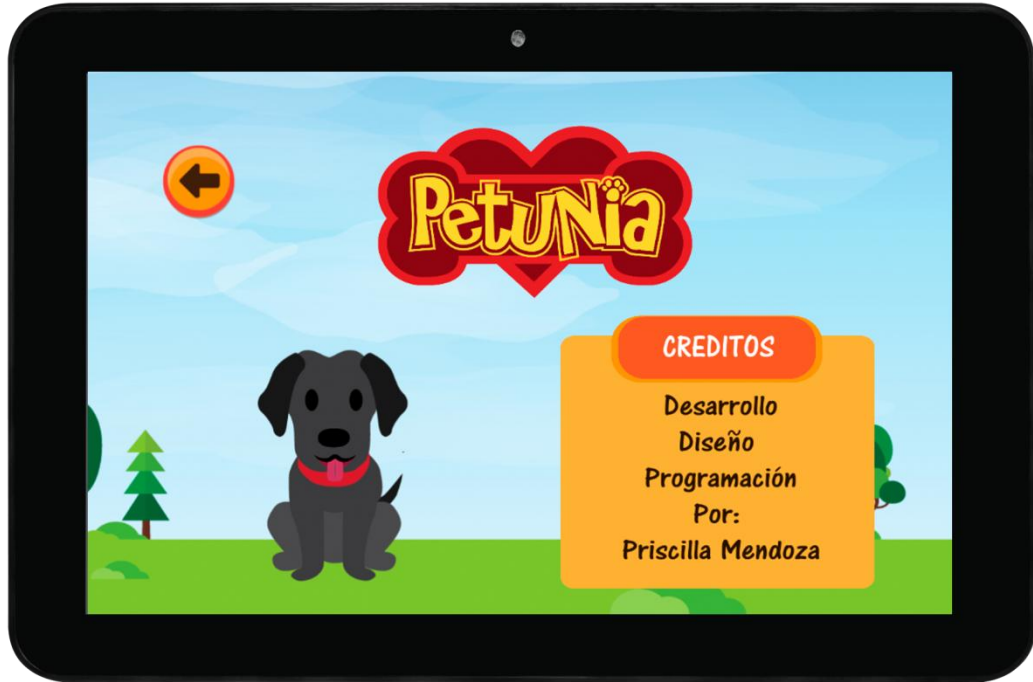 PetuNia
CREDITOS
Desarrollo
Diseño
Programación
Por:
Priscilla Mendoza